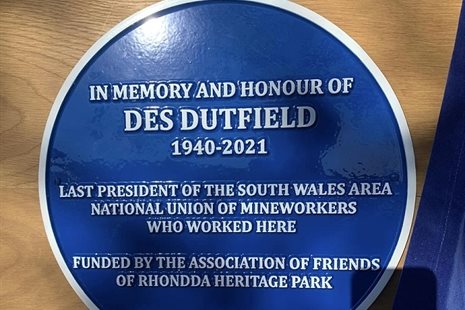 IN MEMORY AND HONOUR OF
DES DUTFIELD
1940-2021
LAST PRESIDENT OF THE SOUTH WALES AREA
NATIONAL UNION OF MINEWORKERS
WHO WORKED HERE
FUNDED BY THE ASSOCIATION OF FRIENDS
OF RHONDDA HERITAGE PARK